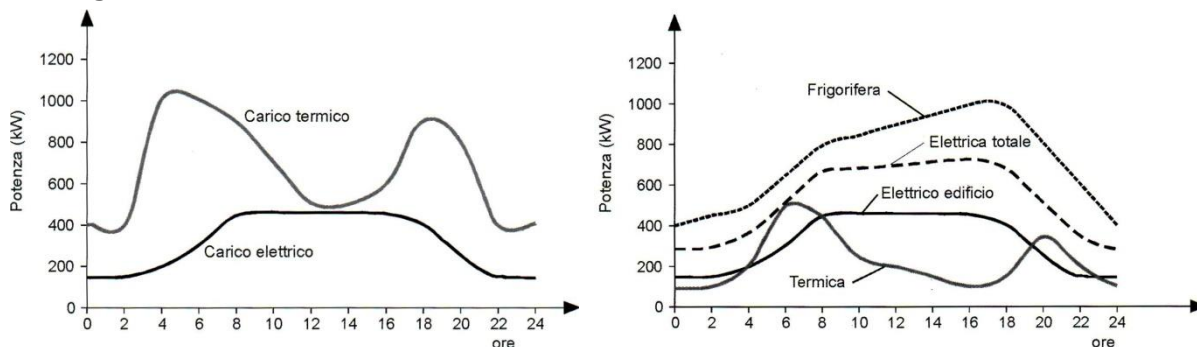 Potenza (kW)
1200
1000
800
600
400
200
0
Carico termico
Carico elettrico
0 2 4 6 8 10 12 14 16 18 20 22 24
ore
Potenza (kW)
1200
1000
800
600
400
200
0
Frigorifera
Elettrica totale
Elettrico edificio
Termica
0 2 4 6 8 10 12 14 16 18 20 22 24
ore